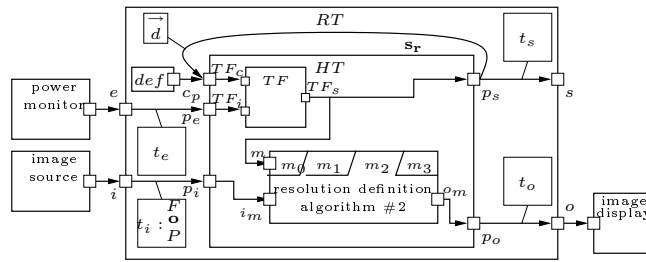 d
RT
t_s
s_r
HT
def
TF_c
TF
power
monitor
e
c_p
TF_s
p_s
s
TF_i
p_e
t_e
m
m_0
m_1
m_2
m_3
image
source
i
p_i
resolution definition
algorithm #2
i_m
o_m
t_o
F
t_i : o
P
p_o
o
image
display